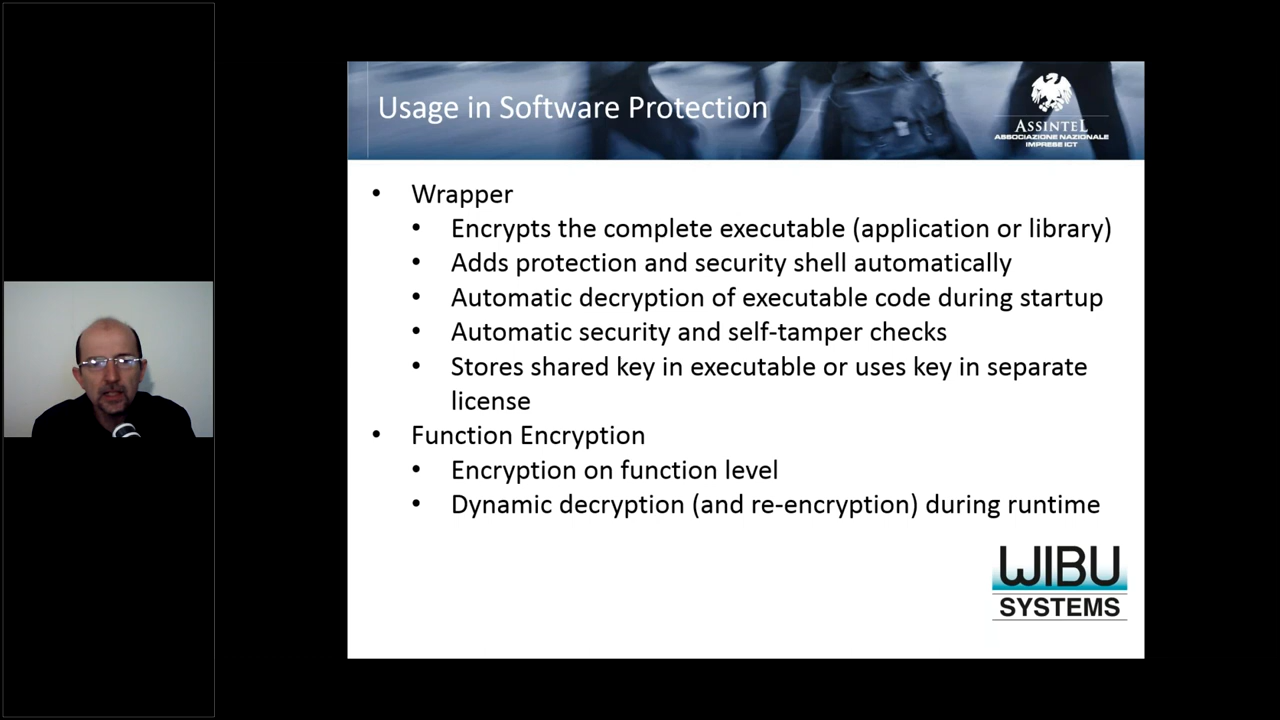 Usage in Software Protection
ASSINTEL
ASSOCIAZIONE NAZIONALE
IMPRESE ICT
• Wrapper
• Encrypts the complete executable (application or library)
• Adds protection and security shell automatically
• Automatic decryption of executable code during startup
• Automatic security and self-tamper checks
• Stores shared key in executable or uses key in separate
license
• Function Encryption
• Encryption on function level
• Dynamic decryption (and re-encryption) during runtime
WIBU
SYSTEMS